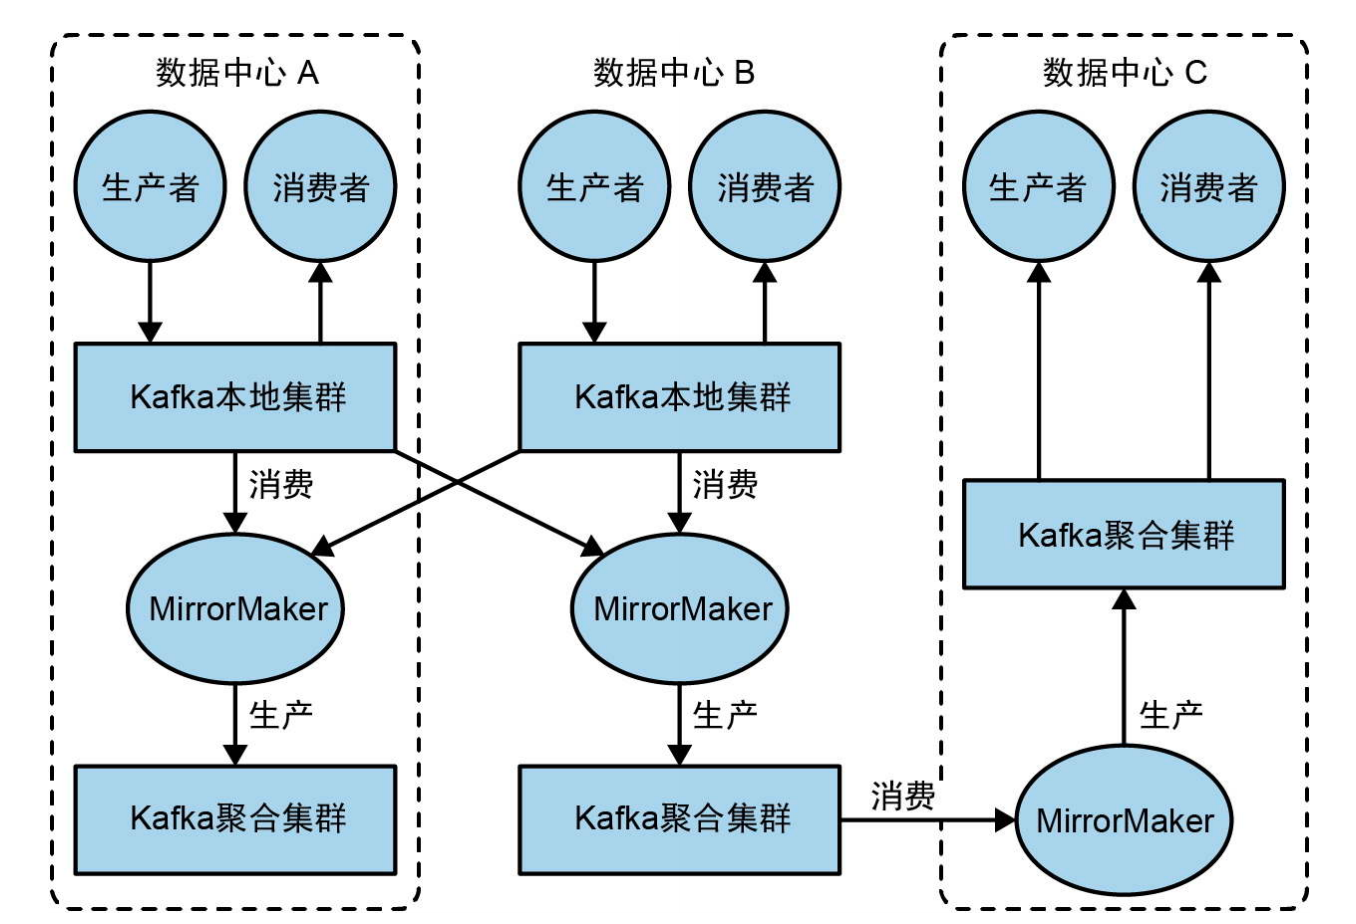 数据中心 A
数据中心 B
数据中心 C
生产者
消费者
生产者
消费者
生产者
消费者
Kafka本地集群
Kafka本地集群
消费
消费
Kafka聚合集群
MirrorMaker
MirrorMaker
生产
生产
生产
Kafka聚合集群
Kafka聚合集群
消费
MirrorMaker